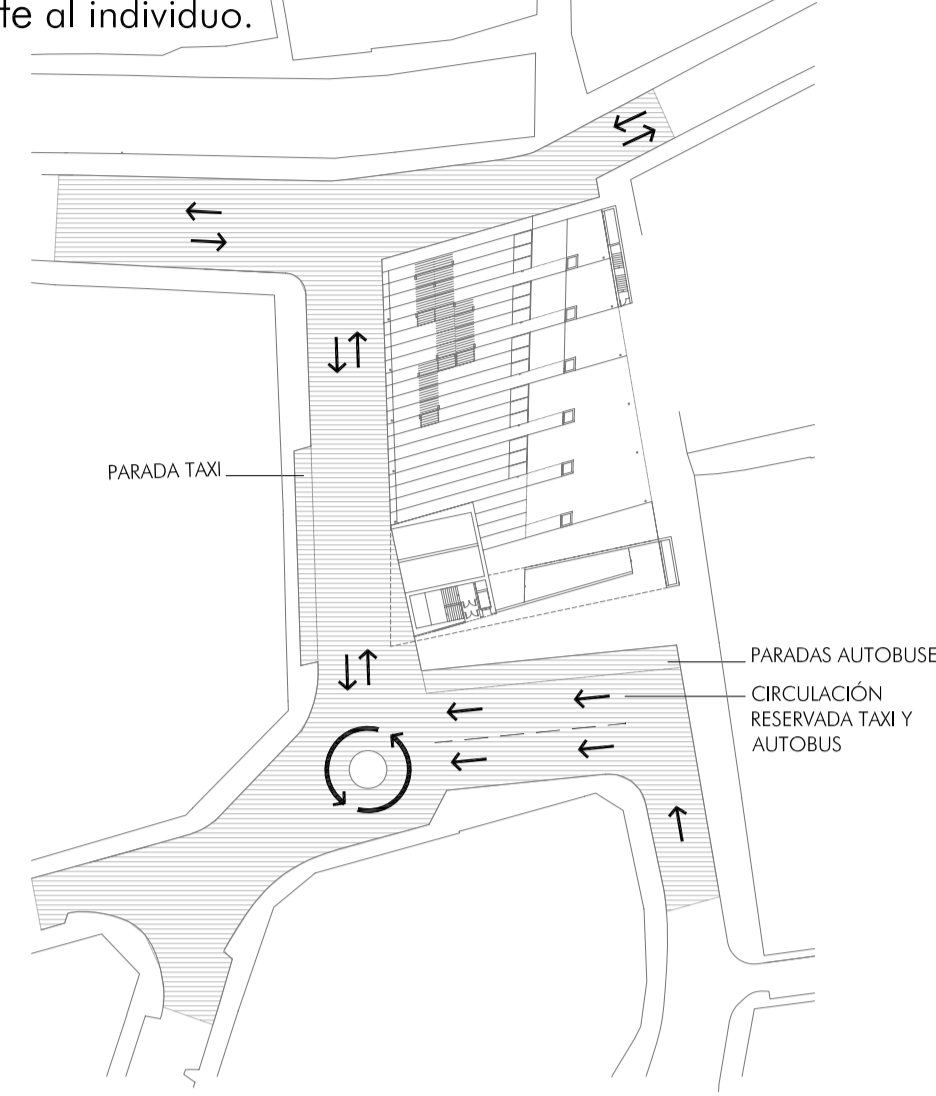 te al individuo.
PARADA TAXI
PARADAS AUTOBUSE
CIRCULACIÓN
RESERVADA TAXI Y
AUTOBUS